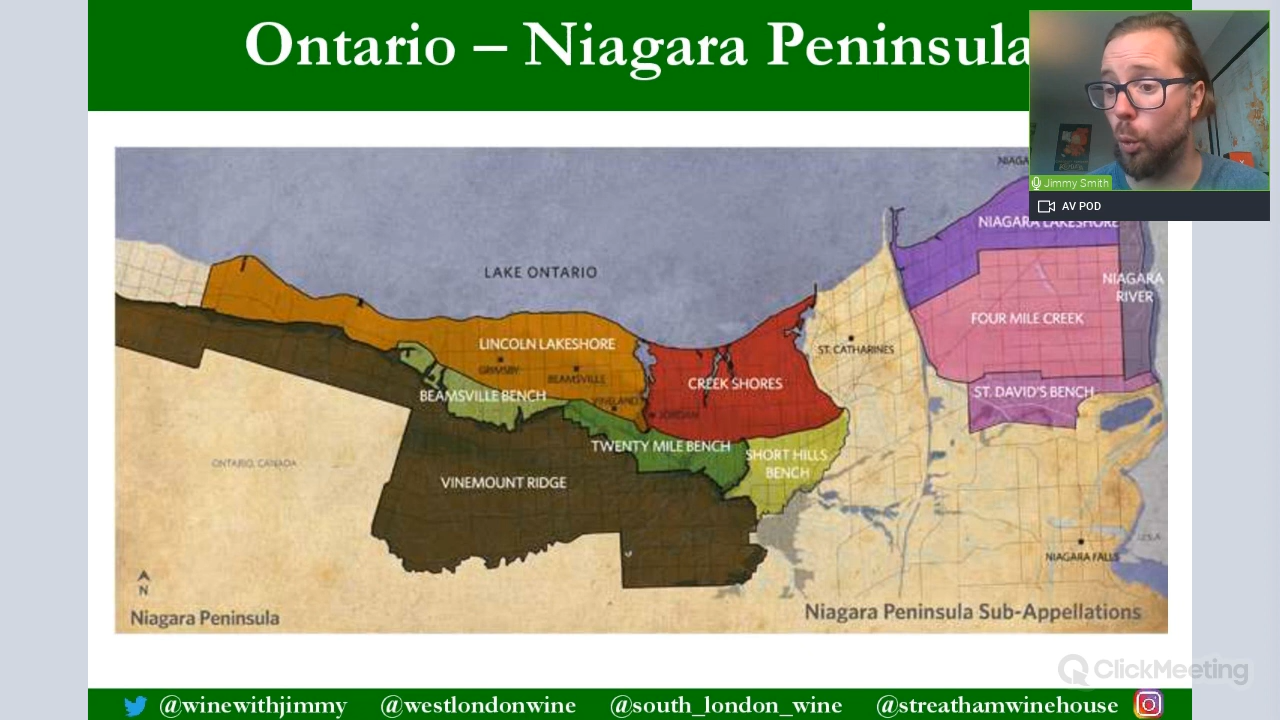 Ontario – Niagara Peninsula
Jimmy Smith
AV POD
NIAGA
NIAGARA LAKESHORE
LAKE ONTARIO
NIAGARA
RIVER
FOUR MILE CREEK
LINCOLN LAKESHORE
ST. CATHARINES
GRIMSBY
BEAMSVILLE
CREEK SHORES
BEAMSVILLE BENCH
ST. DAVID'S BENCH
VINELAND
JORDAN
TWENTY MILE BENCH
SHORT HILLS
BENCH
ONTARIO, CANADA
VINEMOUNT RIDGE
U.S.A
NIAGARA FALLS
N
Niagara Peninsula
Niagara Peninsula Sub-Appellations
ClickMeeting
@winewithjimmy @westlondonwine @south_london_wine @streathamwinehouse